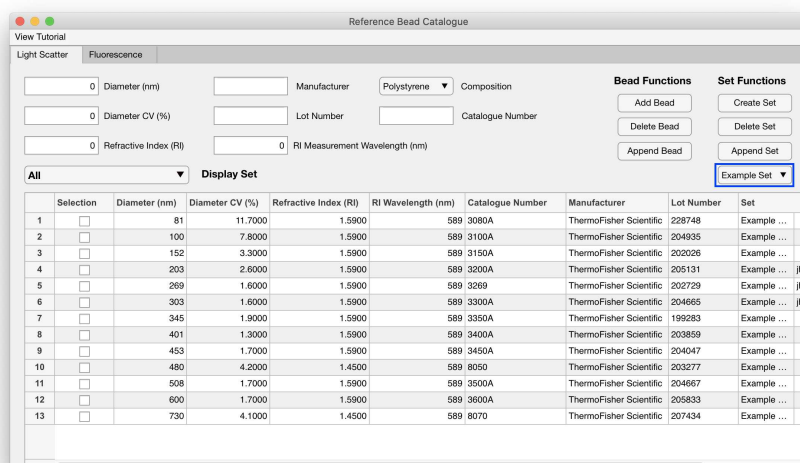 Reference Bead Catalogue
View Tutorial
Light Scatter Fluorescence
Bead Functions Set Functions
0 Diameter (nm) Manufacturer Polystyrene ▼ Composition
Add Bead Create Set
0 Diameter CV (%) Lot Number Catalogue Number
Delete Bead Delete Set
0 Refractive Index (RI) 0 RI Measurement Wavelength (nm)
Append Bead Append Set
All ▼ Display Set Example Set ▼
Selection Diameter (nm) Diameter CV (%) Refractive Index (RI) RI Wavelength (nm) Catalogue Number Manufacturer Lot Number Set
1 81 11.7000 1.5900 589 3080A ThermoFisher Scientific 228748 Example ...
2 100 7.8000 1.5900 589 3100A ThermoFisher Scientific 204935 Example ...
3 152 3.3000 1.5900 589 3150A ThermoFisher Scientific 202026 Example ...
4 203 2.6000 1.5900 589 3200A ThermoFisher Scientific 205131 Example ...
5 269 1.6000 1.5900 589 3269 ThermoFisher Scientific 202729 Example ...
6 303 1.6000 1.5900 589 3300A ThermoFisher Scientific 204665 Example ...
7 345 1.9000 1.5900 589 3350A ThermoFisher Scientific 199283 Example ...
8 401 1.3000 1.5900 589 3400A ThermoFisher Scientific 203859 Example ...
9 453 1.7000 1.5900 589 3450A ThermoFisher Scientific 204047 Example ...
10 480 4.2000 1.4500 589 8050 ThermoFisher Scientific 203277 Example ...
11 508 1.7000 1.5900 589 3500A ThermoFisher Scientific 204667 Example ...
12 600 1.7000 1.5900 589 3600A ThermoFisher Scientific 205833 Example ...
13 730 4.1000 1.4500 589 8070 ThermoFisher Scientific 207434 Example ...